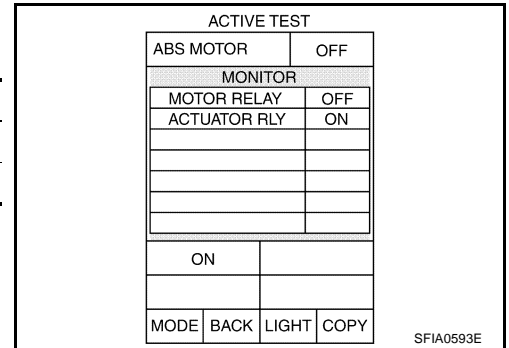 ACTIVE TEST
ABS MOTOR OFF
MONITOR
MOTOR RELAY OFF
ACTUATOR RLY ON
ON
MODE BACK LIGHT COPY
SFIA0593E